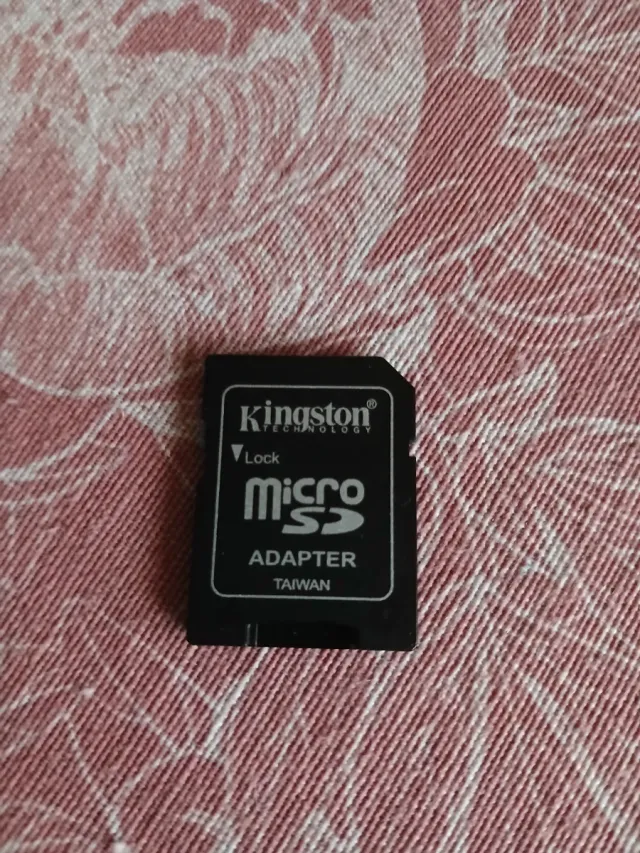 Kingston®
TECHNOLOGY
Lock
micro
SD
ADAPTER
TAIWAN